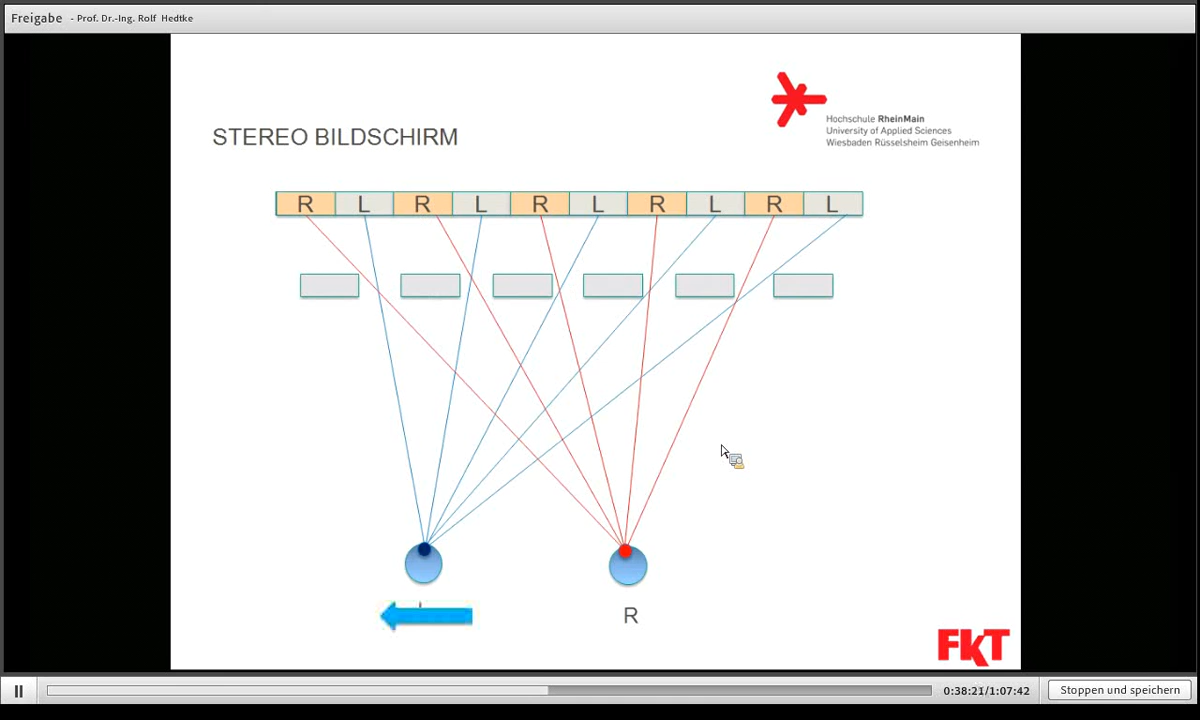 Freigabe - Prof. Dr.-Ing. Rolf Hedtke
Hochschule RheinMain
University of Applied Sciences
Wiesbaden Rüsselsheim Geisenheim
STEREO BILDSCHIRM
R L R L R L R L R L
R
FKT
0:38:21/1:07:42
Stoppen und speichern